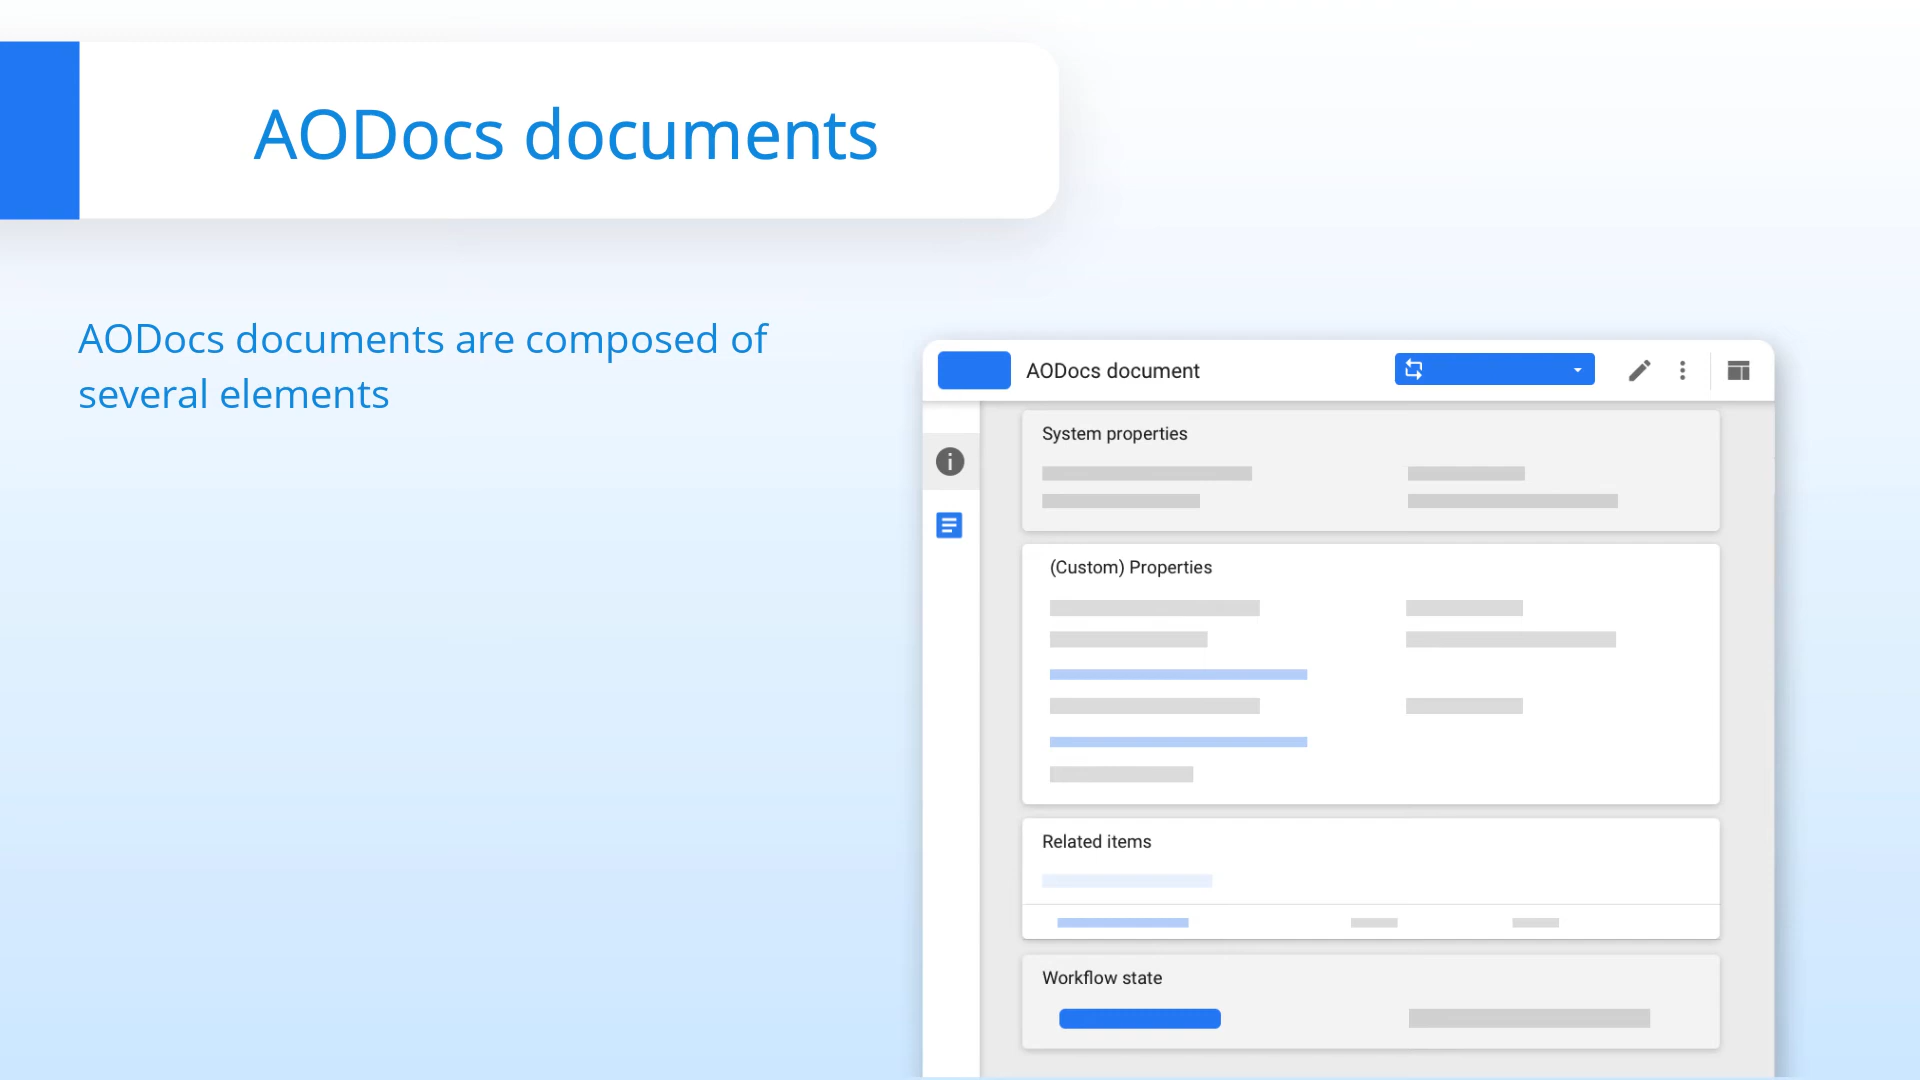 AODocs documents
AODocs documents are composed of
several elements
AODocs document
System properties
(Custom) Properties
Related items
Workflow state